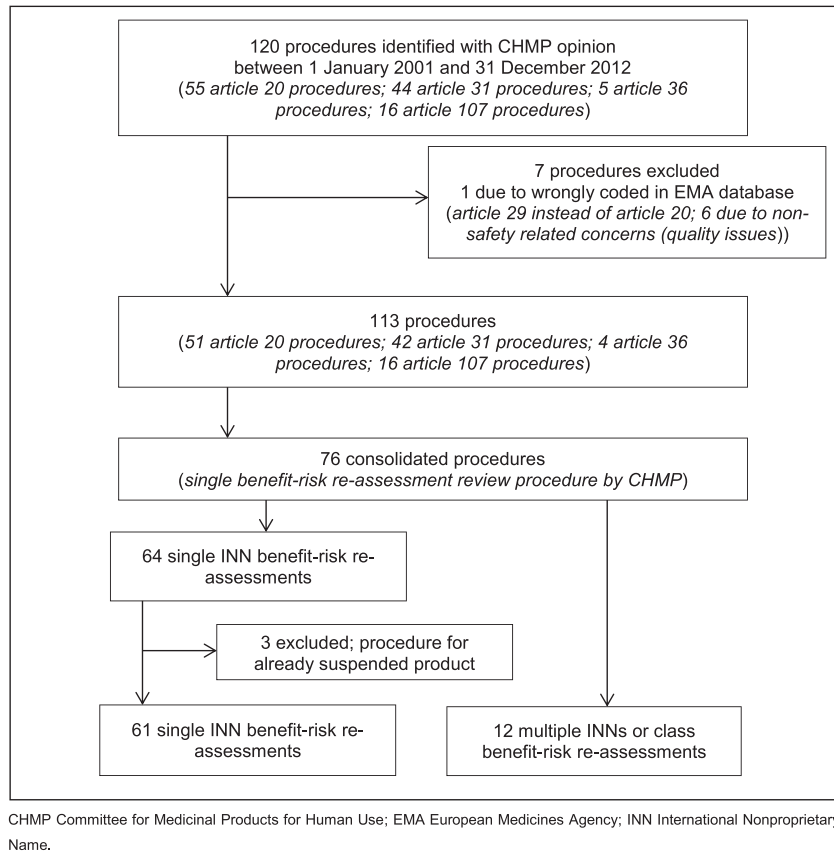 120 procedures identified with CHMP opinion
between 1 January 2001 and 31 December 2012
(55 article 20 procedures; 44 article 31 procedures; 5 article 36
procedures; 16 article 107 procedures)
7 procedures excluded
1 due to wrongly coded in EMA database
(article 29 instead of article 20; 6 due to non-
safety related concerns (quality issues))
113 procedures
(51 article 20 procedures; 42 article 31 procedures; 4 article 36
procedures; 16 article 107 procedures)
76 consolidated procedures
(single benefit-risk re-assessment review procedure by CHMP)
64 single INN benefit-risk re-
assessments
3 excluded; procedure for
already suspended product
61 single INN benefit-risk re-
assessments
12 multiple INNs or class
benefit-risk re-assessments
CHMP Committee for Medicinal Products for Human Use; EMA European Medicines Agency; INN International Nonproprietary
Name.